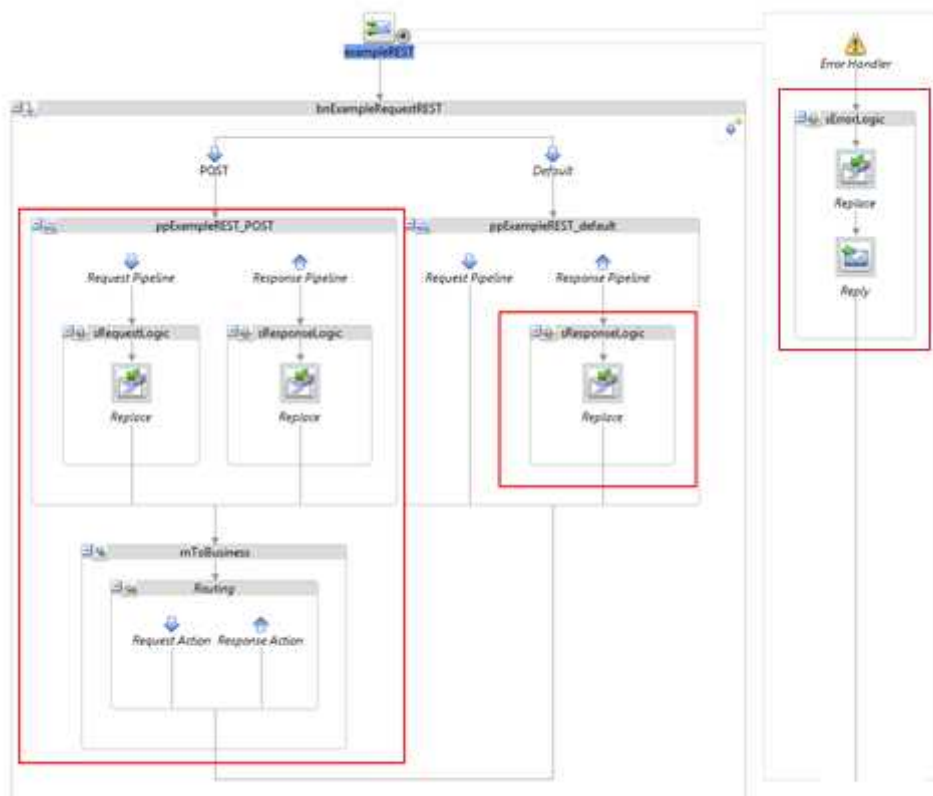 exampleREST
Error Handler
bnExampleRequestREST
sErrorLogic
POST
Default
Replace
ppExampleREST_POST
ppExampleREST_default
Request Pipeline
Response Pipeline
Request Pipeline
Response Pipeline
Reply
sRequestLogic
sResponseLogic
sResponseLogic
Replace
Replace
Replace
rnToBusiness
Routing
Request Action
Response Action